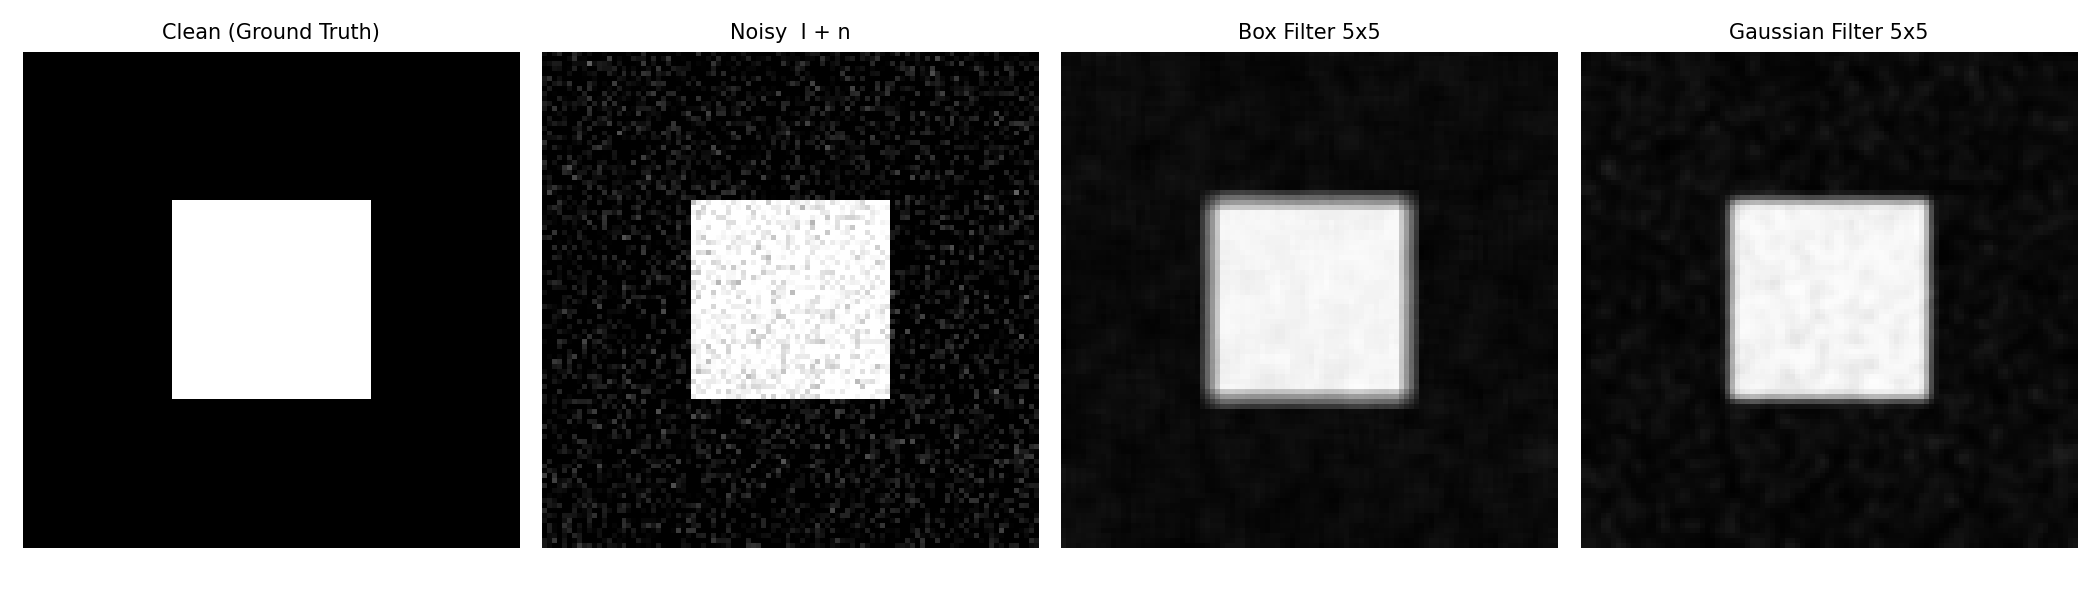 Clean (Ground Truth)
Noisy  I + n
Box Filter 5x5
Gaussian Filter 5x5